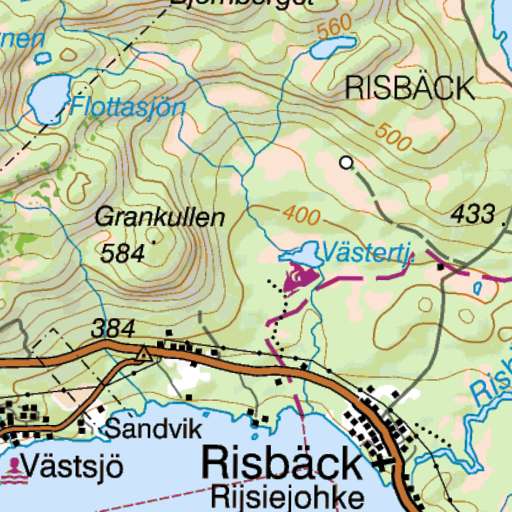 560
RISBÄCK
Flottasjön
500
Grankullen
400
433
584
Västertj.
384
Sandvik
Västsjö
Risbäck
Rijsiejohke